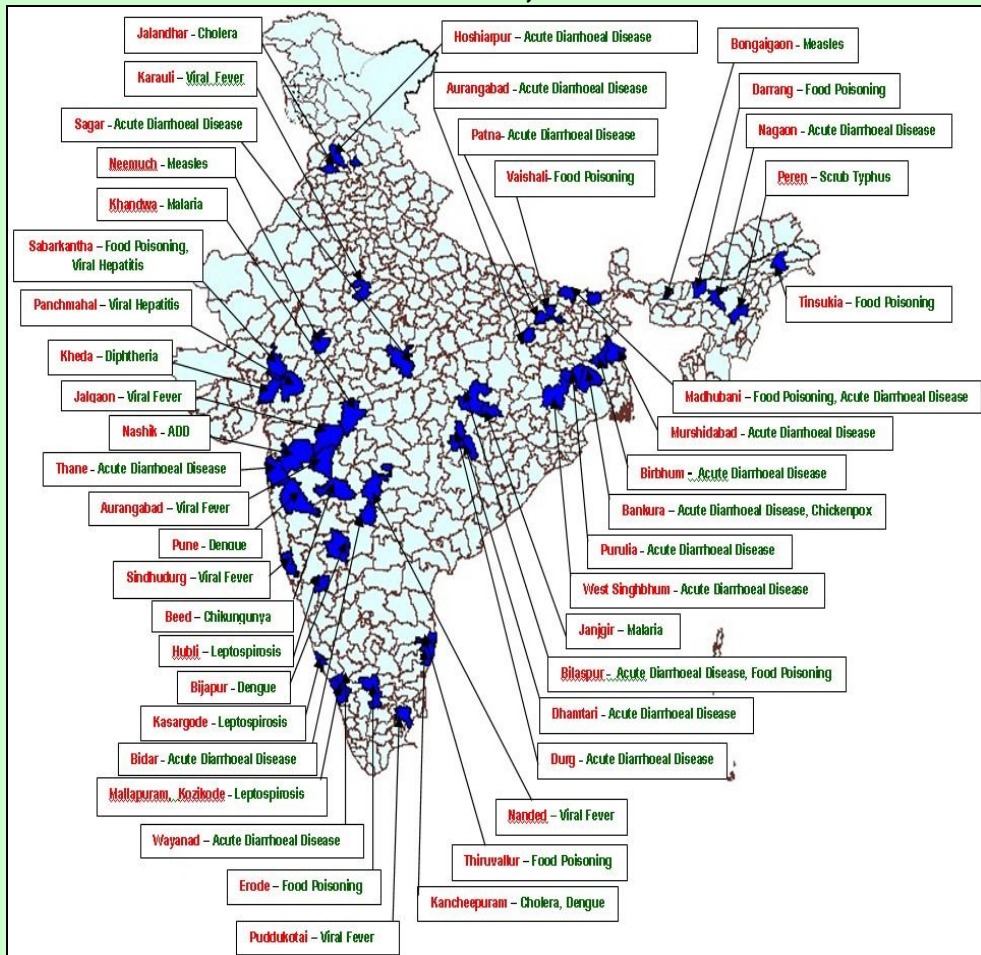 Jalandhar - Cholera
Karauli – Viral Fever
Sagar - Acute Diarrhoeal Disease
Neemuch - Measles
Khandwa - Malaria
Sabarkantha – Food Poisoning,
Viral Hepatitis
Panchmahal - Viral Hepatitis
Kheda - Diphtheria
Jalgaon – Viral Fever
Nashik - ADD
Thane - Acute Diarrhoeal Disease
Aurangabad – Viral Fever
Pune - Dengue
Sindhudurg – Viral Fever
Beed – Chikungunya
Hubli – Leptospirosis
Bijapur - Dengue
Kasargode - Leptospirosis
Bidar – Acute Diarrhoeal Disease
Mallapuram, Kozikode - Leptospirosis
Wayanad – Acute Diarrhoeal Disease
Erode – Food Poisoning
Puddukotai – Viral Fever
Hoshiarpur - Acute Diarrhoeal Disease
Aurangabad - Acute Diarrhoeal Disease
Patna- Acute Diarrhoeal Disease
Vaishali- Food Poisoning
Bongaigaon - Measles
Darrang - Food Poisoning
Nagaon - Acute Diarrhoeal Disease
Peren – Scrub Typhus
Tinsukia – Food Poisoning
Madhubani – Food Poisoning, Acute Diarrhoeal Disease
Murshidabad – Acute Diarrhoeal Disease
Birbhum - Acute Diarrhoeal Disease
Bankura – Acute Diarrhoeal Disease, Chickenpox
Purulia – Acute Diarrhoeal Disease
West Singhbhum – Acute Diarrhoeal Disease
Janjgir – Malaria
Bilaspur - Acute Diarrhoeal Disease, Food Poisoning
Dhamtari – Acute Diarrhoeal Disease
Durg – Acute Diarrhoeal Disease
Nanded – Viral Fever
Thiruvallur – Food Poisoning
Kancheepuram – Cholera, Dengue